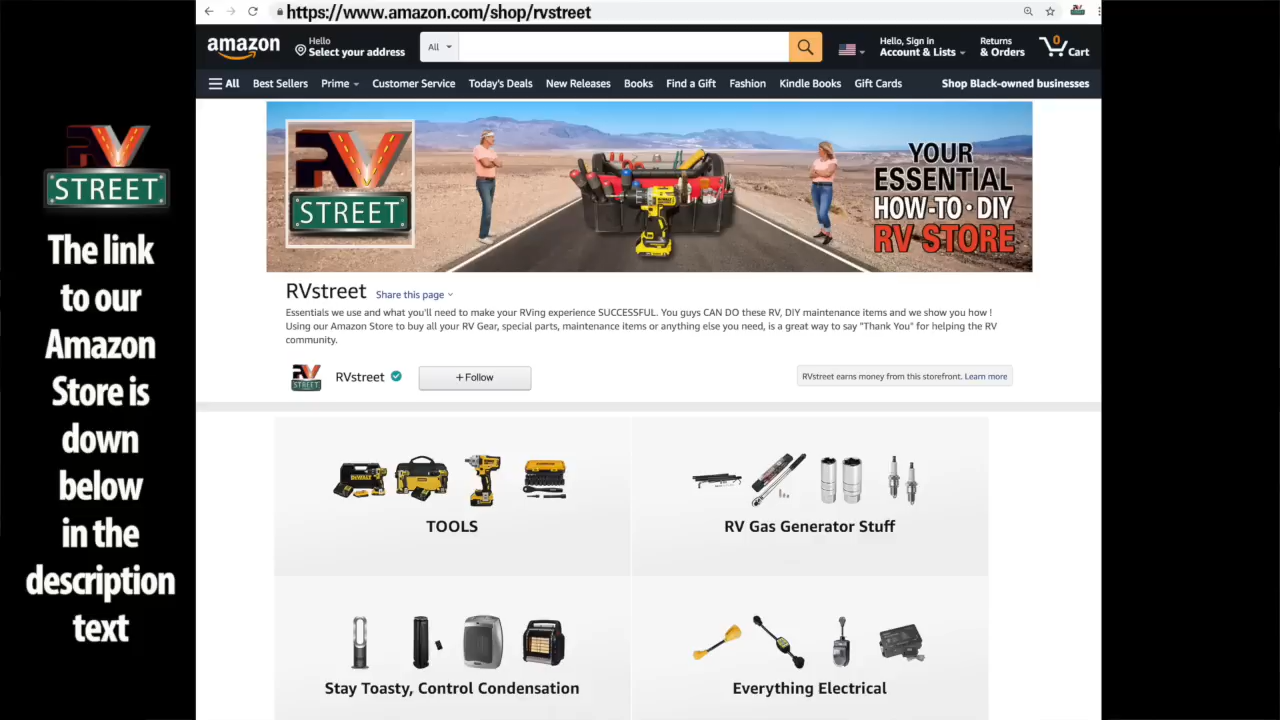 https://www.amazon.com/shop/rvstreet
amazon
Hello
Select your address
All
Hello, Sign in
Account & Lists
Returns
& Orders
0
Cart
All
Best Sellers
Prime
Customer Service
Today's Deals
New Releases
Books
Find a Gift
Fashion
Kindle Books
Gift Cards
Shop Black-owned businesses
RV
STREET
The link
to our
Amazon
Store is
down
below
in the
description
text
RV
STREET
YOUR
ESSENTIAL
HOW-TO • DIY
RV STORE
RVstreet
Share this page
Essentials we use and what you'll need to make your RVing experience SUCCESSFUL. You guys CAN DO these RV, DIY maintenance items and we show you how !
Using our Amazon Store to buy all your RV Gear, special parts, maintenance items or anything else you need, is a great way to say "Thank You" for helping the RV
community.
RV
STREET
RVstreet
+Follow
RVstreet earns money from this storefront. Learn more
TOOLS
RV Gas Generator Stuff
Stay Toasty, Control Condensation
Everything Electrical